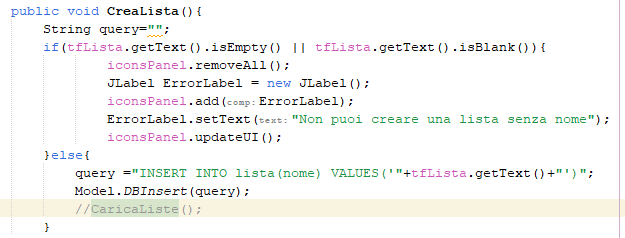 public void CreaLista(){
String query="";
if(tfLista.getText().isEmpty() || tfLista.getText().isBlank()){
iconsPanel.removeAll();
JLabel ErrorLabel = new JLabel();
iconsPanel.add(comp: ErrorLabel);
ErrorLabel.setText(text: "Non puoi creare una lista senza nome");
iconsPanel.updateUI();
}else{
query ="INSERT INTO lista(nome) VALUES('"+tfLista.getText()+"')";
Model.DBInsert(query);
//CaricaListe();
}